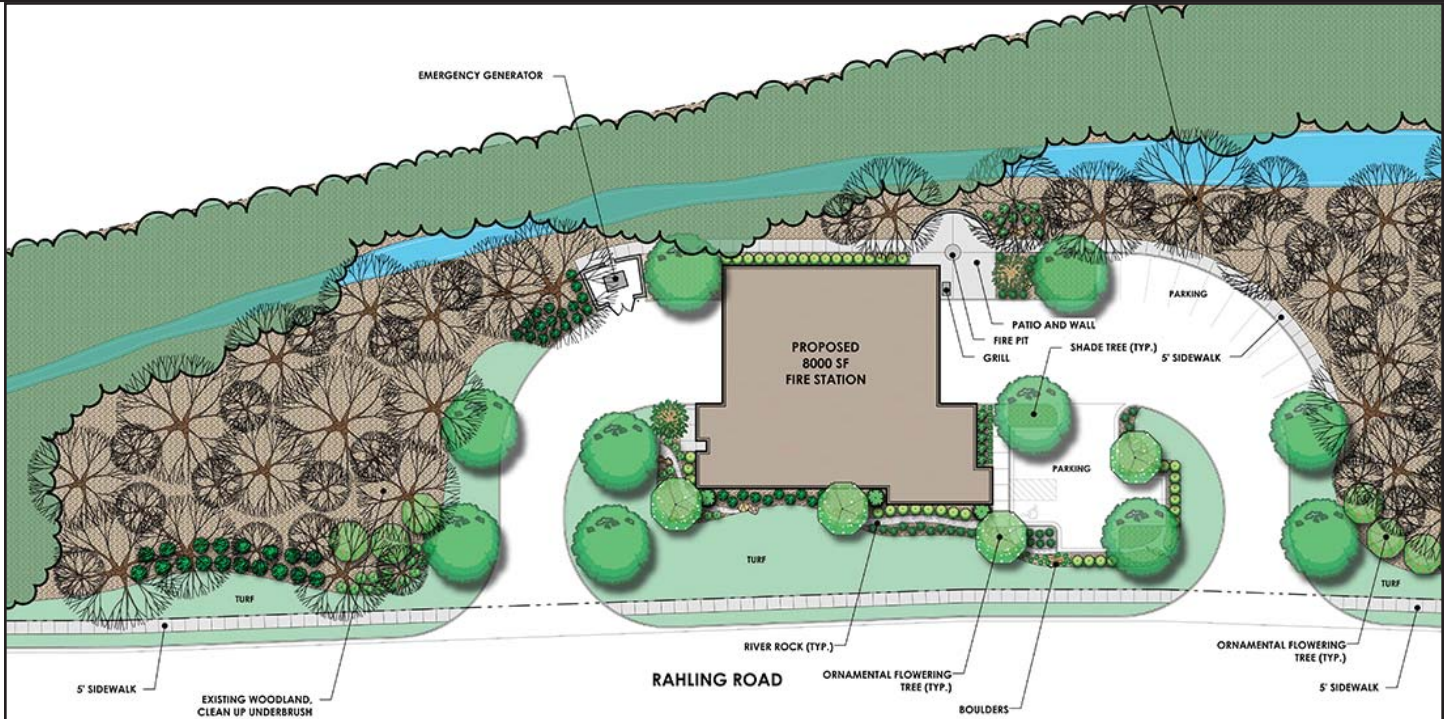 EMERGENCY GENERATOR
PARKING
PATIO AND WALL
FIRE PIT
SHADE TREE (TYP.)
GRILL
5' SIDEWALK
PROPOSED
8000 SF
FIRE STATION
PARKING
TURF
TURF
TURF
RIVER ROCK (TYP.)
ORNAMENTAL FLOWERING
TREE (TYP.)
RAHLING ROAD
ORNAMENTAL FLOWERING
TREE (TYP.)
5' SIDEWALK
EXISTING WOODLAND,
CLEAN UP UNDERBRUSH
BOULDERS
5' SIDEWALK